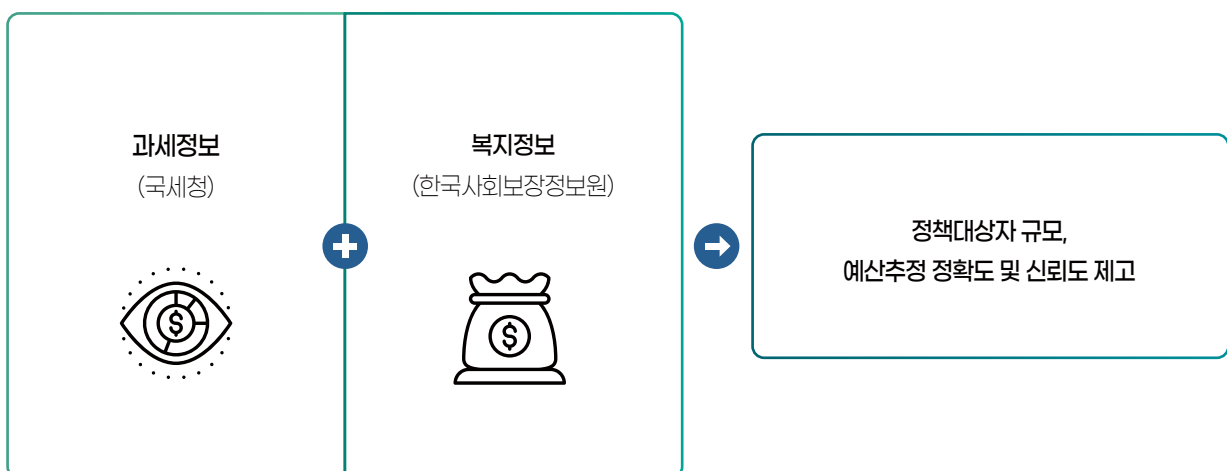 과세정보
(국세청)
복지정보
(한국사회보장정보원)
정책대상자 규모,
예산추정 정확도 및 신뢰도 제고